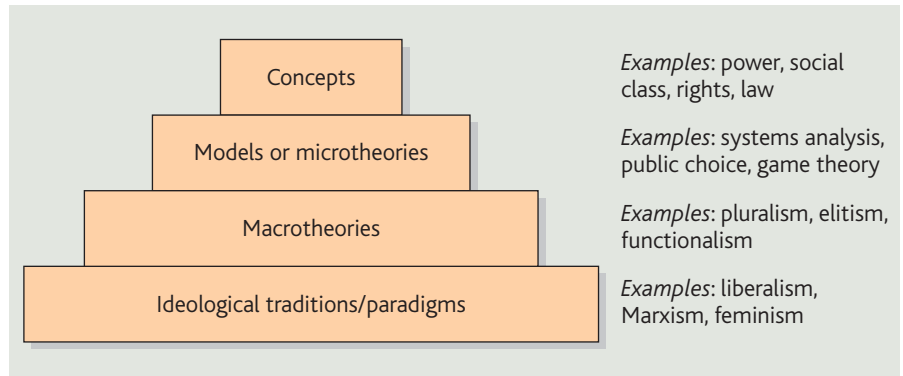 Concepts
Examples: power, social
class, rights, law
Models or microtheories
Examples: systems analysis,
public choice, game theory
Macrotheories
Examples: pluralism, elitism,
functionalism
Ideological traditions/paradigms
Examples: liberalism,
Marxism, feminism